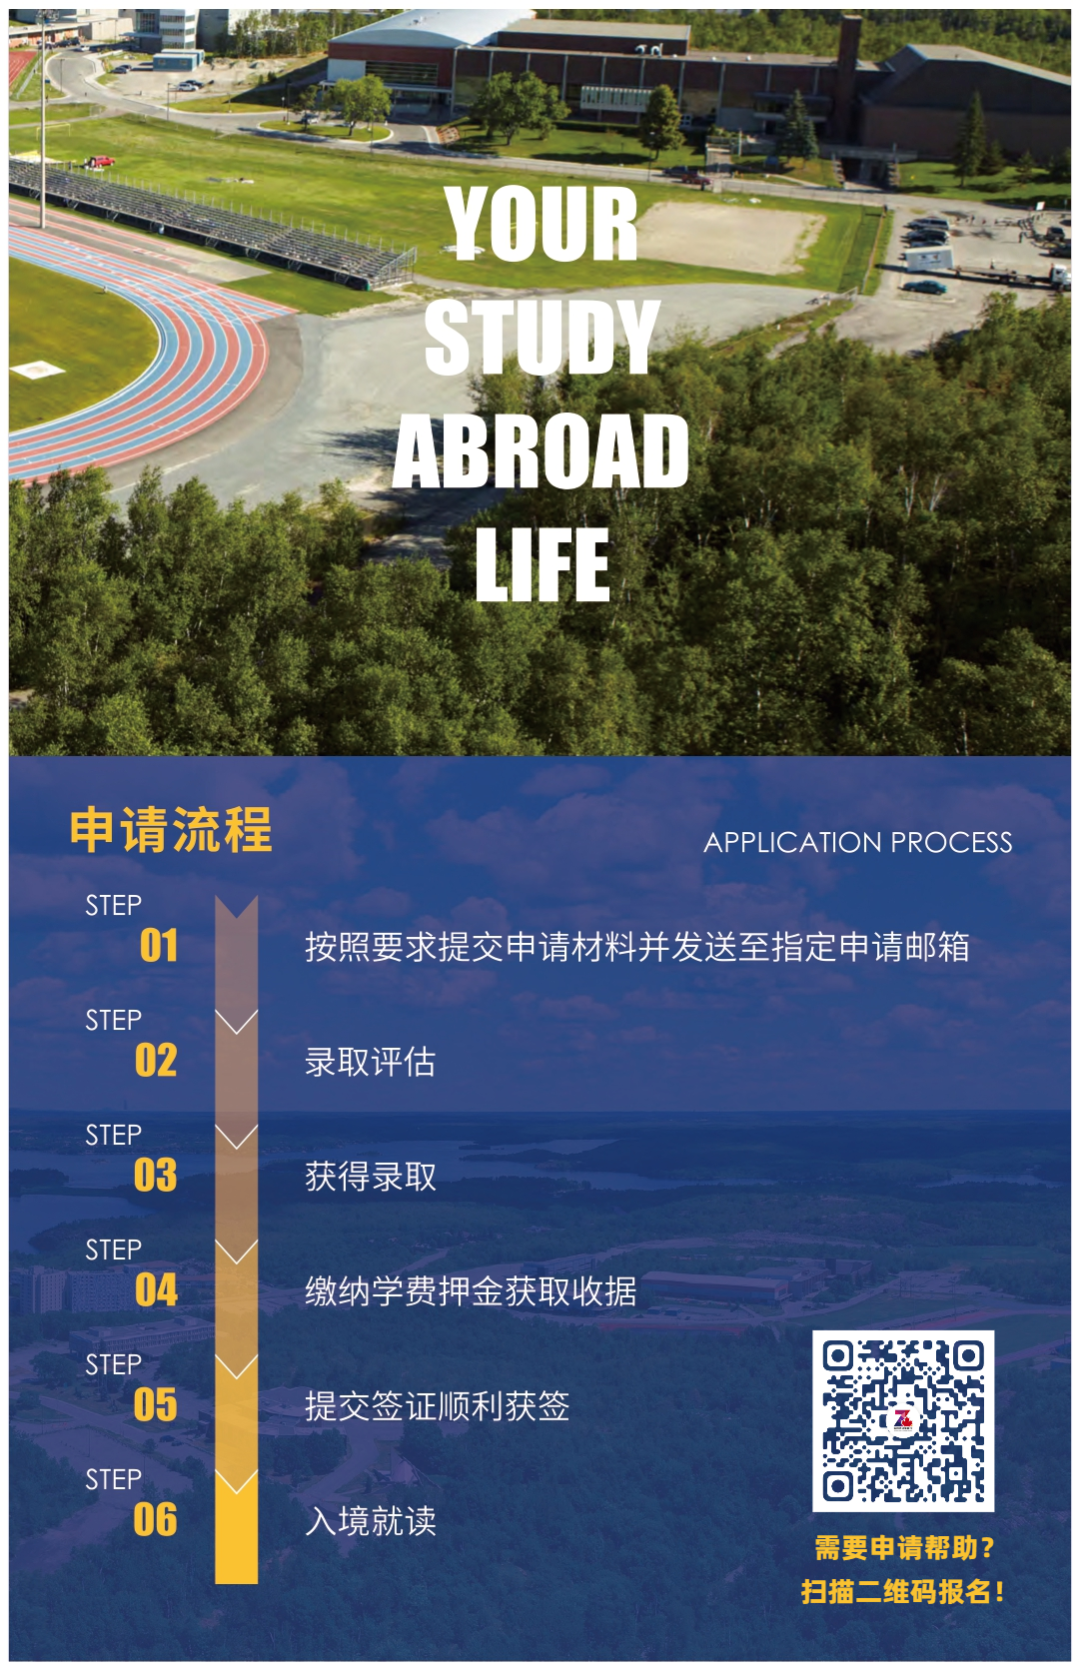 YOUR
STUDY
ABROAD
LIFE
申请流程
APPLICATION PROCESS
STEP
01
按照要求提交申请材料并发送至指定申请邮箱
STEP
02
录取评估
STEP
03
获得录取
STEP
04
缴纳学费押金获取收据
STEP
05
提交签证顺利获签
STEP
06
入境就读
需要申请帮助?
扫描二维码报名!